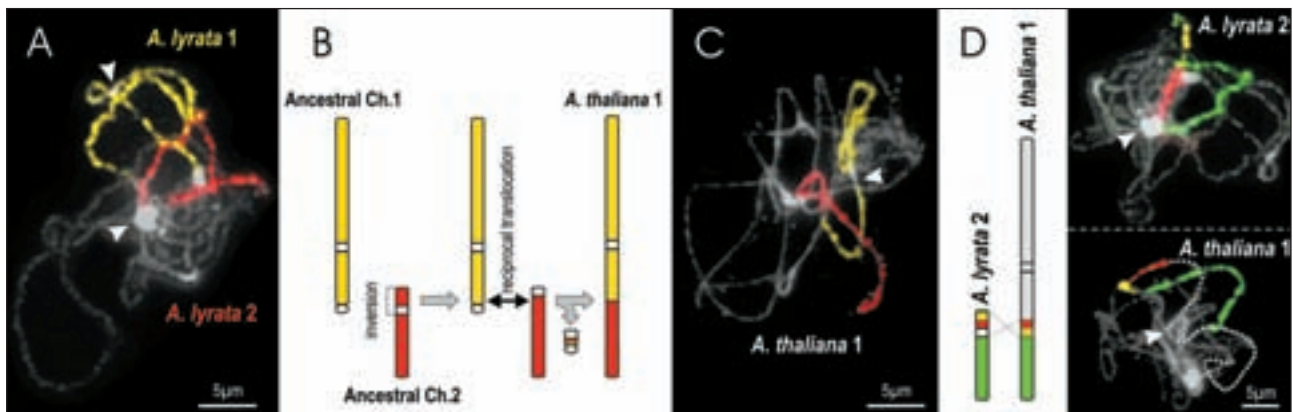 A
A. lyrata 1
A. lyrata 2
5µm
B
Ancestral Ch.1
A. thaliana 1
inversion
reciprocal translocation
Ancestral Ch.2
C
A. thaliana 1
5µm
D
A. lyrata 2
A. thaliana 1
A. lyrata 2
A. thaliana 1
5µm